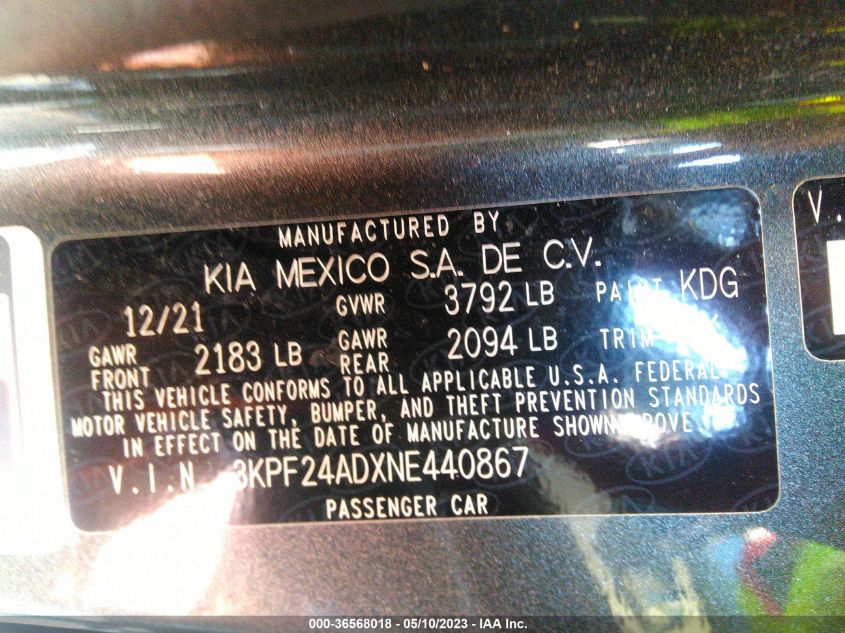 MANUFACTURED BY
KIA MEXICO S.A. DE C.V.
12/21 GVWR 3792 LB PAINT KDG
GAWR FRONT 2183 LB GAWR REAR 2094 LB TRIM
THIS VEHICLE CONFORMS TO ALL APPLICABLE U.S.A. FEDERAL
MOTOR VEHICLE SAFETY, BUMPER, AND THEFT PREVENTION STANDARDS
IN EFFECT ON THE DATE OF MANUFACTURE SHOWN ABOVE
V.I.N 3KPF24ADXNE440867
PASSENGER CAR
V.
000-36568018 - 05/10/2023 - IAA Inc.